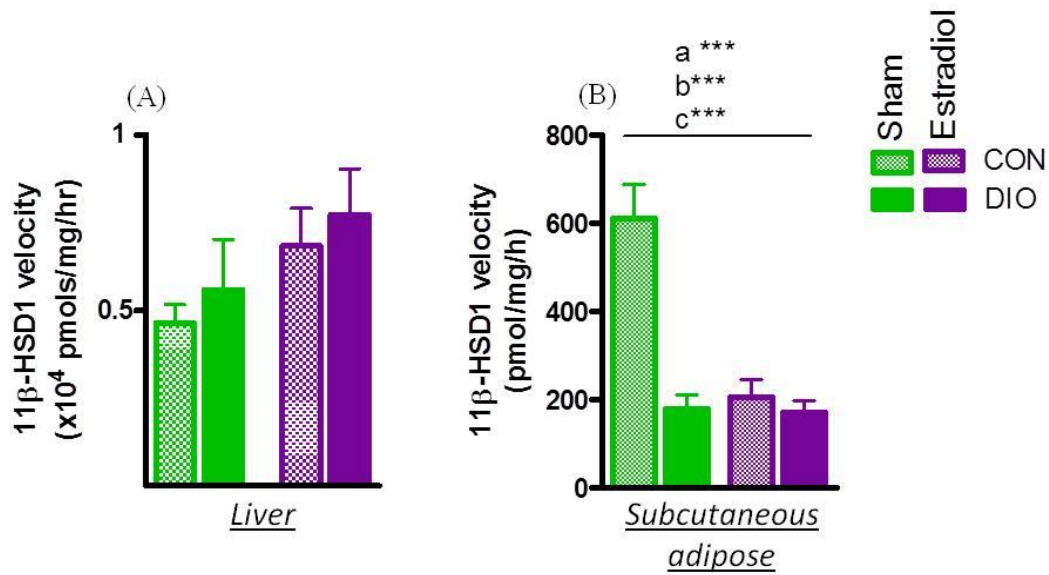 (A)
1
0.5
11β-HSD1 velocity
(x10⁴ pmols/mg/hr)
Liver
(B)
a ***
b***
c***
800
600
400
200
0
11β-HSD1 velocity
(pmol/mg/h)
Subcutaneous
adipose
Sham
Estradiol
CON
DIO